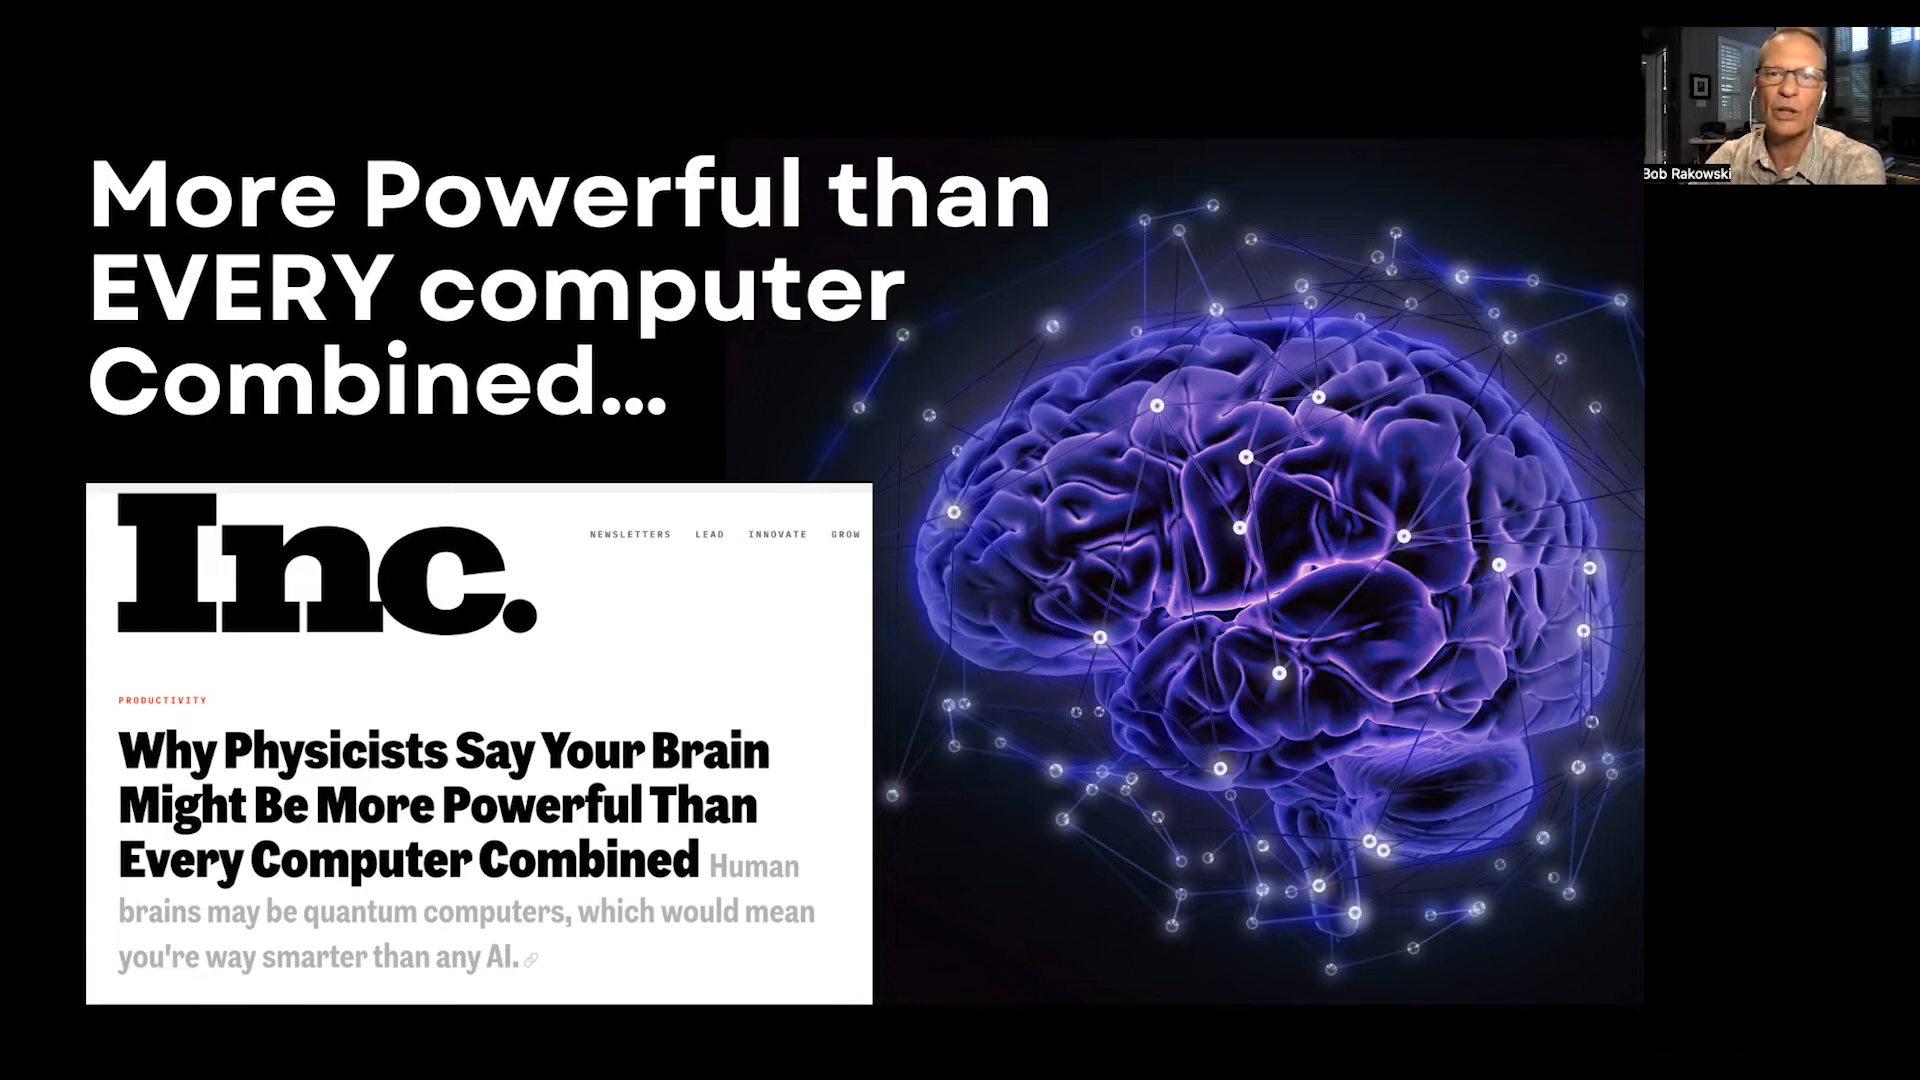 More Powerful than
EVERY computer
Combined...
Bob Rakowski
Inc.
NEWSLETTERS LEAD INNOVATE GROW
PRODUCTIVITY
Why Physicists Say Your Brain
Might Be More Powerful Than
Every Computer Combined Human
brains may be quantum computers, which would mean
you're way smarter than any AI.